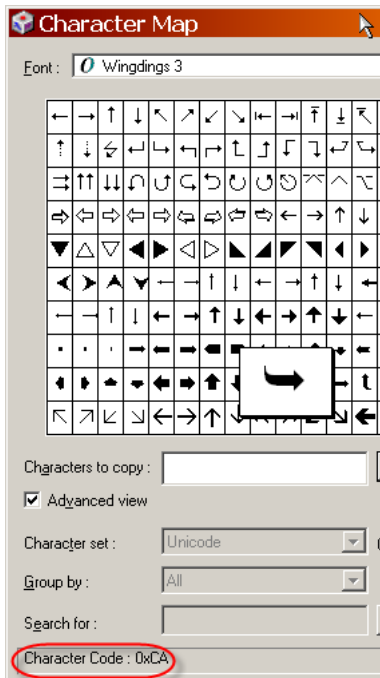 Character Map
Font :
O Wingdings 3
Characters to copy :
Advanced view
Character set :
Unicode
Group by :
All
Search for :
Character Code : 0xCA